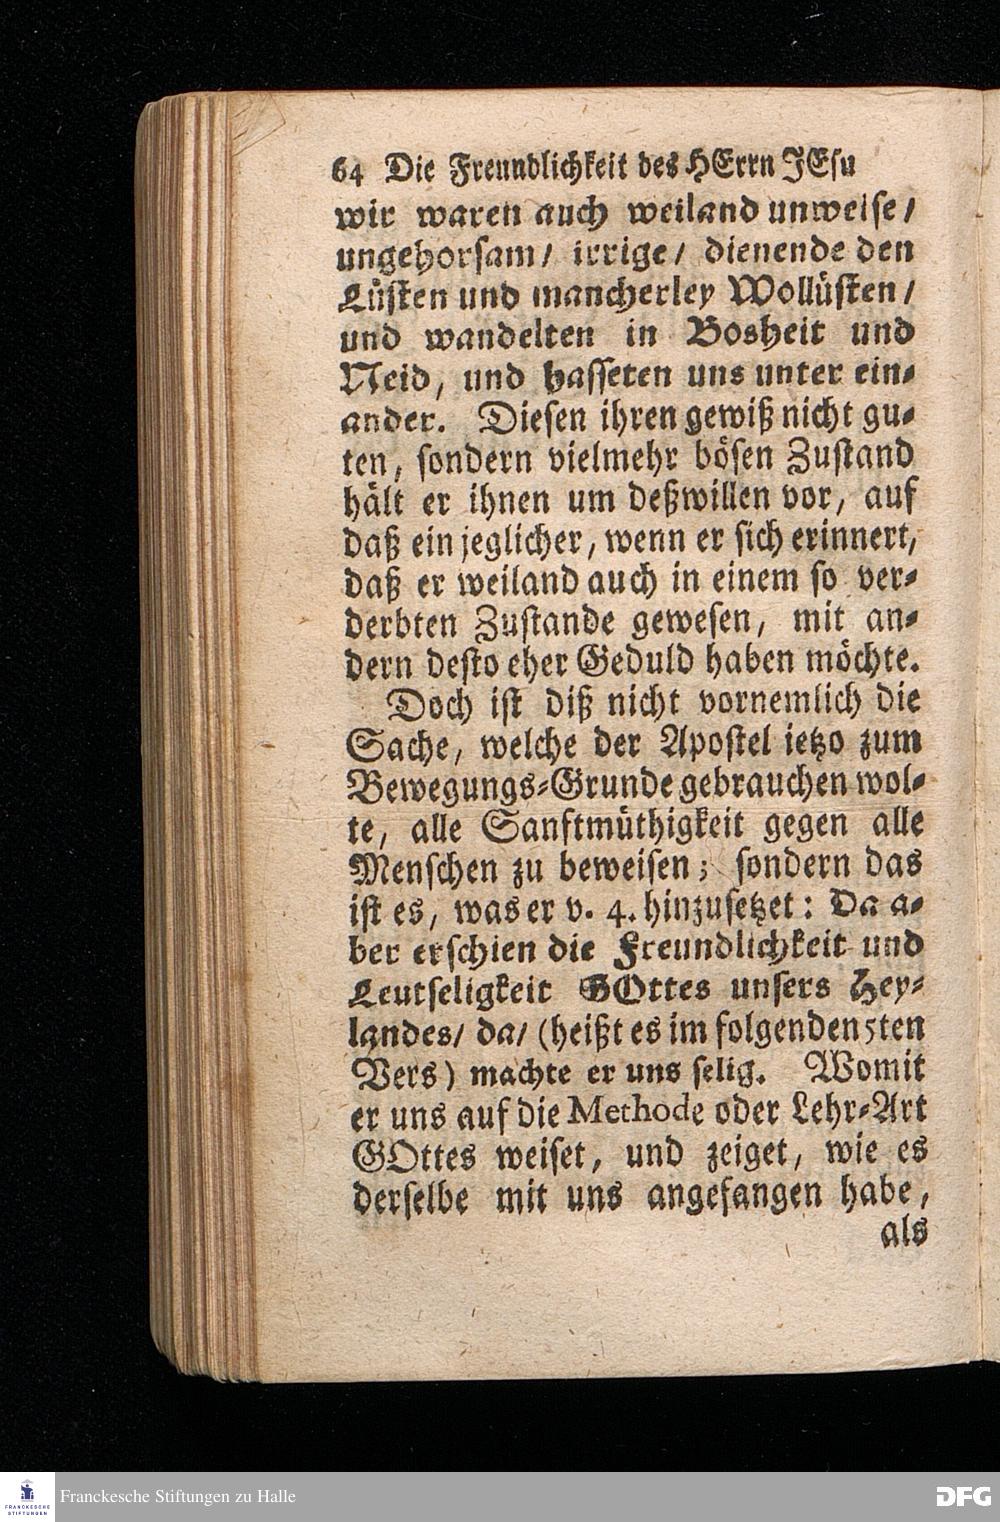 64 Die Freundlichkeit des HErrn JEsu
wir waren auch weiland unweise/
ungehorsam/ irrige/ dienende den
Lüsten und mancherley Wollüsten/
und wandelten in Bosheit und
Neid, und hasseten uns unter ein-
ander. Diesen ihren gewiß nicht gu-
ten, sondern vielmehr bösen Zustand
hält er ihnen um deßwillen vor, auf
daß ein jeglicher, wenn er sich erinnert,
daß er weiland auch in einem so ver-
derbten Zustande gewesen, mit an-
dern desto eher Geduld haben möchte.
Doch ist diß nicht vornemlich die
Sache, welche der Apostel ietzo zum
Bewegungs-Grunde gebrauchen wol-
te, alle Sanftmüthigkeit gegen alle
Menschen zu beweisen; sondern das
ist es, was er v. 4. hinzusetzet: Da a-
ber erschien die Freundlichkeit und
Leutseligkeit GOttes unsers Hey-
landes/ da/ (heißt es im folgenden 5ten
Vers) machte er uns selig. Womit
er uns auf die Methode oder Lehr-Art
GOttes weiset, und zeiget, wie es
derselbe mit uns angefangen habe,
als
FRANCKESCHE
STIFTUNGEN
Franckesche Stiftungen zu Halle
DFG